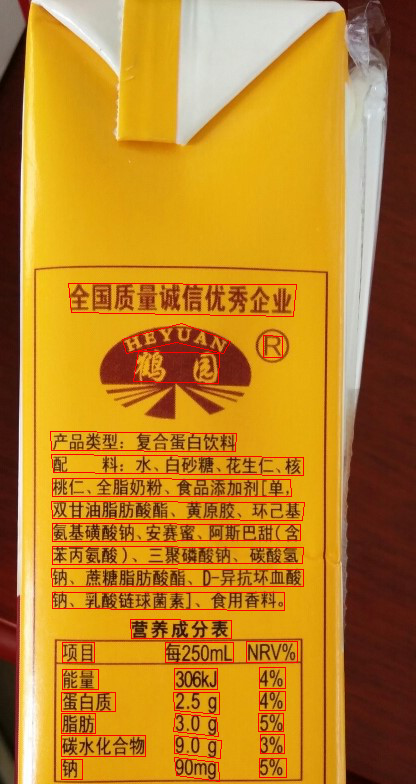 全国质量诚信优秀企业
HEYUAN
R
鹤园
产品类型：复合蛋白饮料
配 料：水、白砂糖、花生仁、核
桃仁、全脂奶粉、食品添加剂[单，
双甘油脂肪酸酯、黄原胶、环己基
氨基磺酸钠、安赛蜜、阿斯巴甜(含
苯丙氨酸)、三聚磷酸钠、碳酸氢
钠、蔗糖脂肪酸酯、D-异抗坏血酸
钠、乳酸链球菌素]、食用香料。
营养成分表
项目 每250mL NRV%
能量 306kJ 4%
蛋白质 2.5 g 4%
脂肪 3.0 g 5%
碳水化合物 9.0 g 3%
钠 90mg 5%